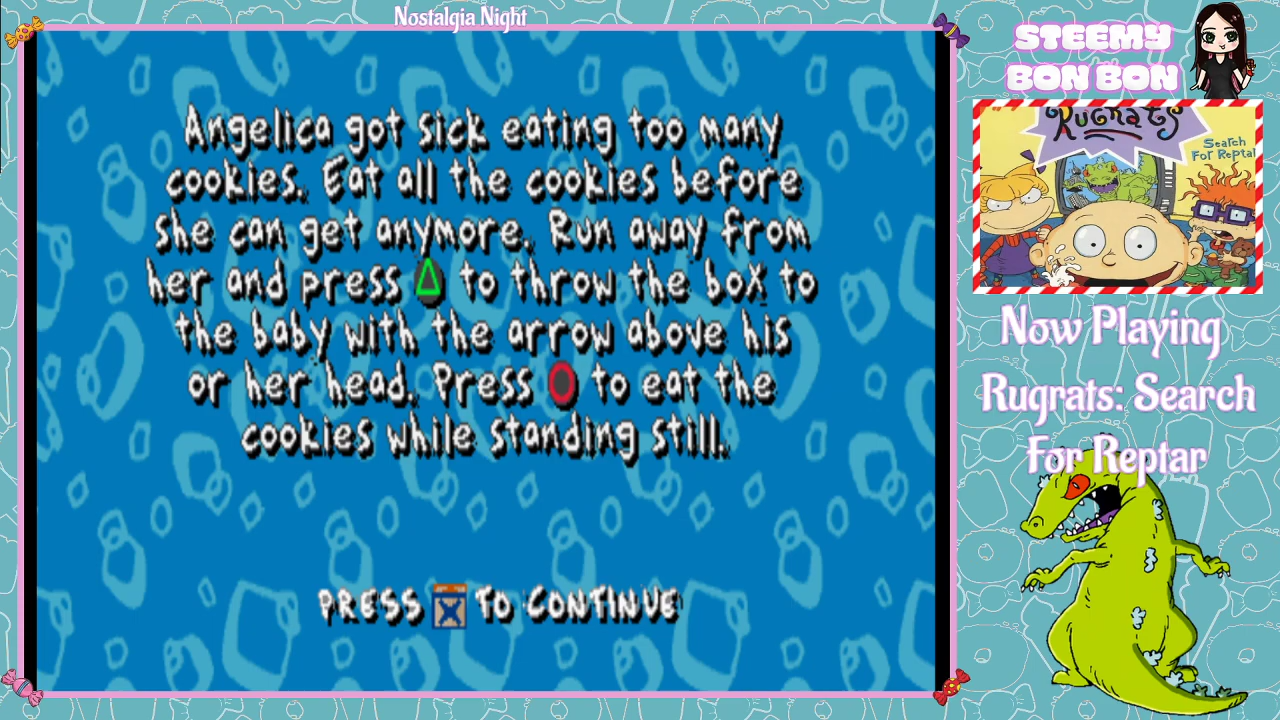 Nostalgia Night
Angelica got sick eating too many
cookies. Eat all the cookies before
she can get anymore. Run away from
her and press △ to throw the box to
the baby with the arrow above his
or her head. Press ○ to eat the
cookies while standing still.
PRESS X TO CONTINUE
STEEMY
BON BON
Rugrats
Search
For Reptar
Now Playing
Rugrats: Search
For Reptar